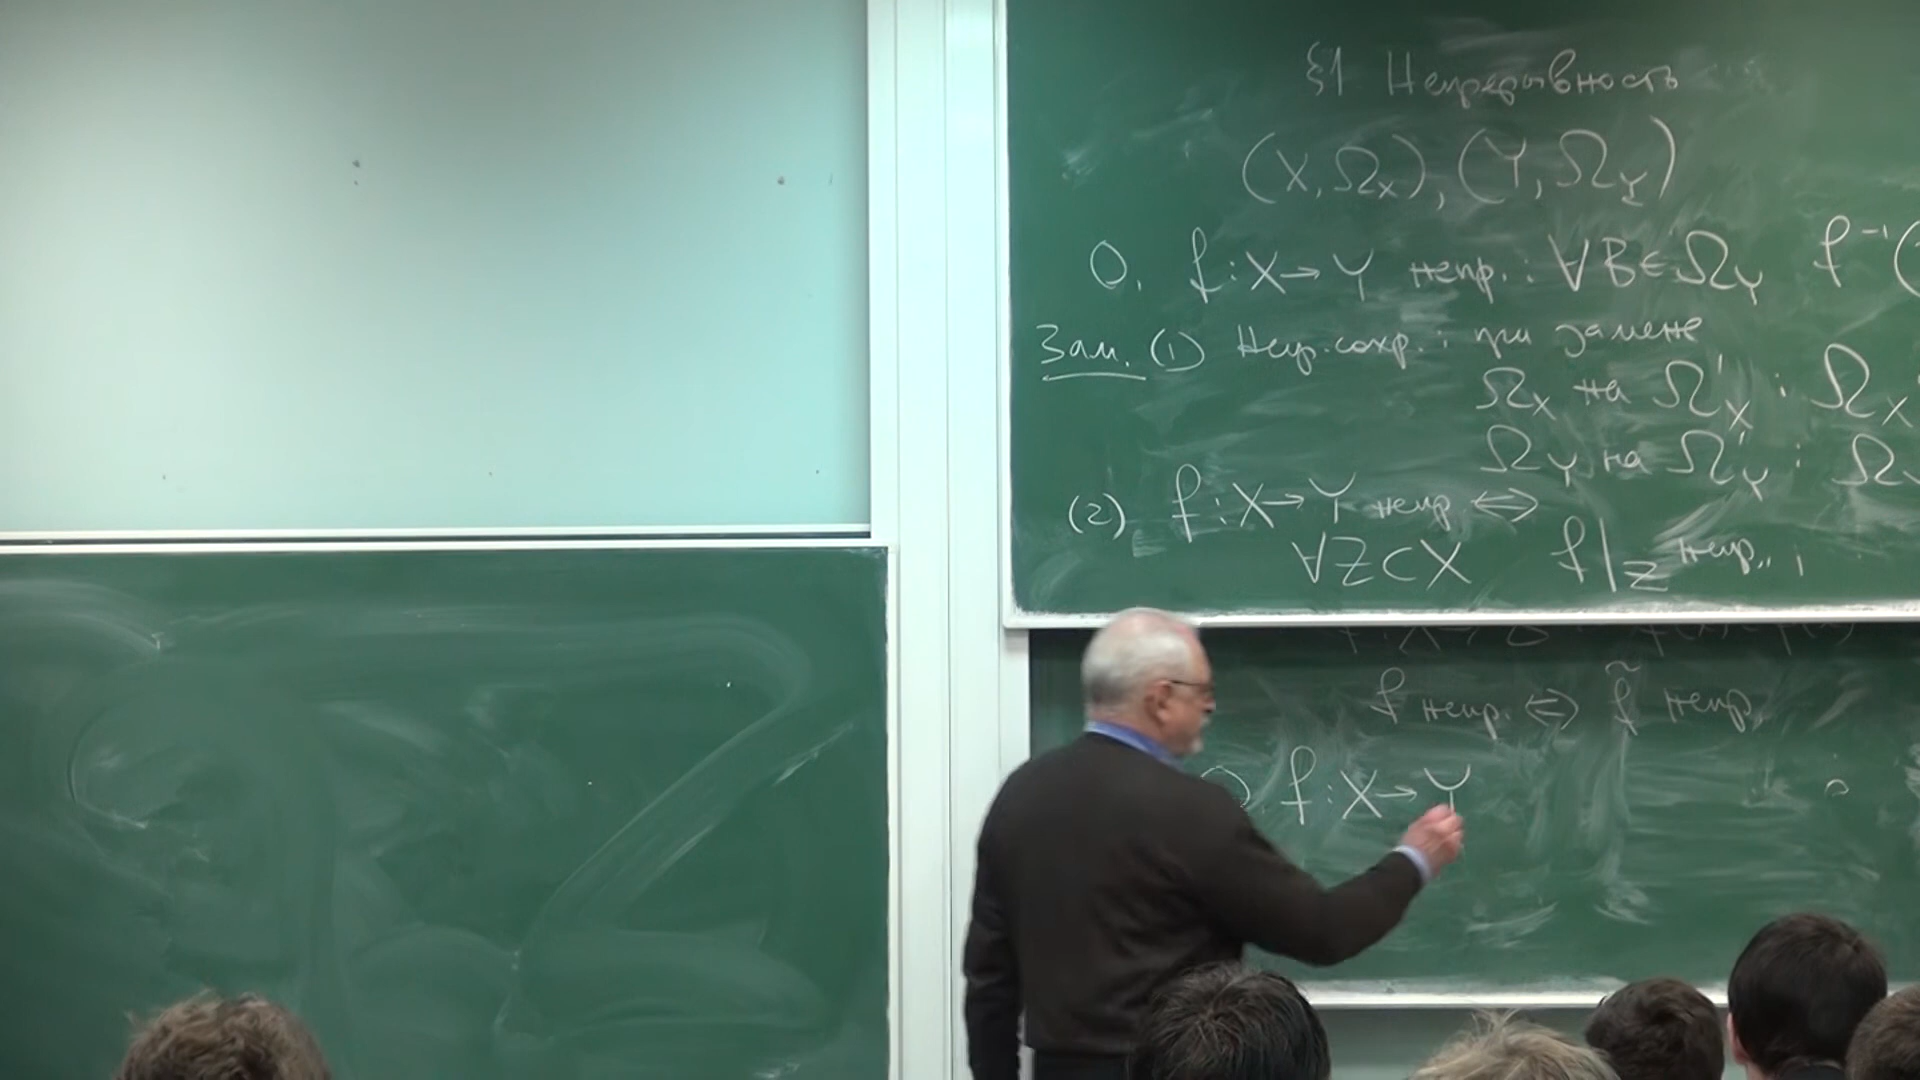 §1 Непрерывность
(X, Ω_X), (Y, Ω_Y)
О. f: X → Y непр.: ∀B ∈ Ω_Y f⁻¹(
Зам. (1) Непр. сохр.: при замене
Ω_X на Ω'_X : Ω_X
Ω_Y на Ω'_Y : Ω_Y
(2) f: X → Y непр. ⇔
∀Z ⊂ X f|_Z непр.,
f непр. ⇔ f̃ непр.
О. f: X → Y